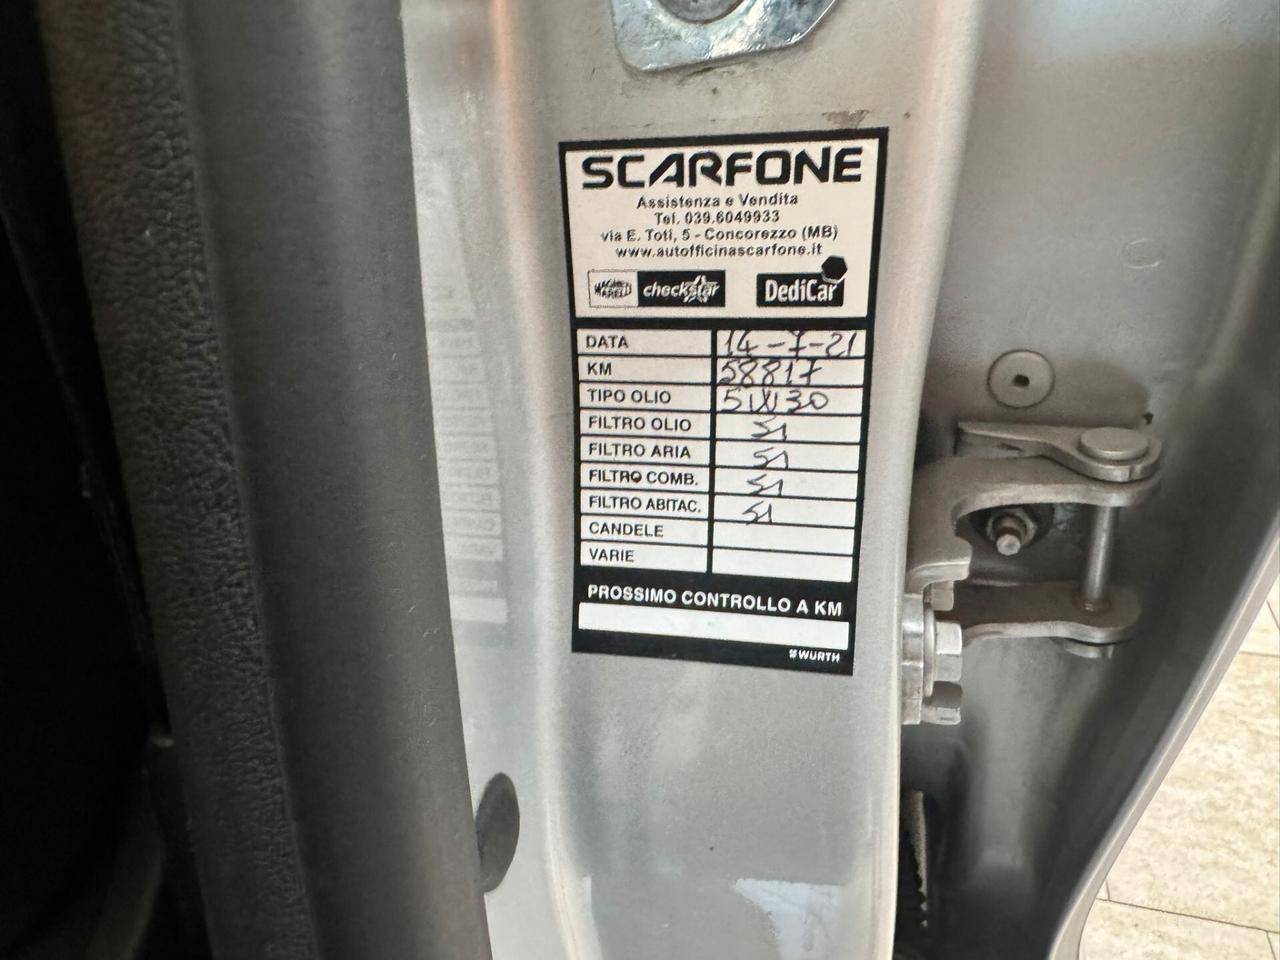 SCARFONE
Assistenza e Vendita
Tel. 039.6049933
via E. Toti, 5 - Concorezzo (MB)
www.autofficinascarfone.it
MAGNETI MARELLI checkstar DediCar
DATA 14-7-21
KM 58817
TIPO OLIO 5W30
FILTRO OLIO SI
FILTRO ARIA SI
FILTRO COMB. SI
FILTRO ABITAC. SI
CANDELE
VARIE
PROSSIMO CONTROLLO A KM
WURTH